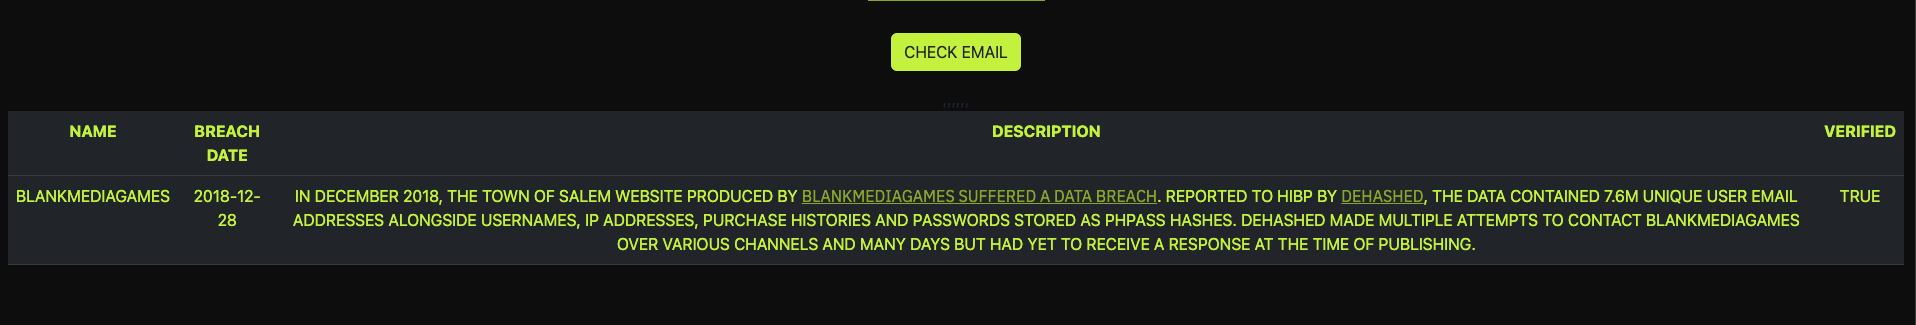 CHECK EMAIL
NAME BREACH DATE DESCRIPTION VERIFIED
BLANKMEDIAGAMES 2018-12-28 IN DECEMBER 2018, THE TOWN OF SALEM WEBSITE PRODUCED BY BLANKMEDIAGAMES SUFFERED A DATA BREACH. REPORTED TO HIBP BY DEHASHED, THE DATA CONTAINED 7.6M UNIQUE USER EMAIL TRUE
ADDRESSES ALONGSIDE USERNAMES, IP ADDRESSES, PURCHASE HISTORIES AND PASSWORDS STORED AS PHPASS HASHES. DEHASHED MADE MULTIPLE ATTEMPTS TO CONTACT BLANKMEDIAGAMES
OVER VARIOUS CHANNELS AND MANY DAYS BUT HAD YET TO RECEIVE A RESPONSE AT THE TIME OF PUBLISHING.